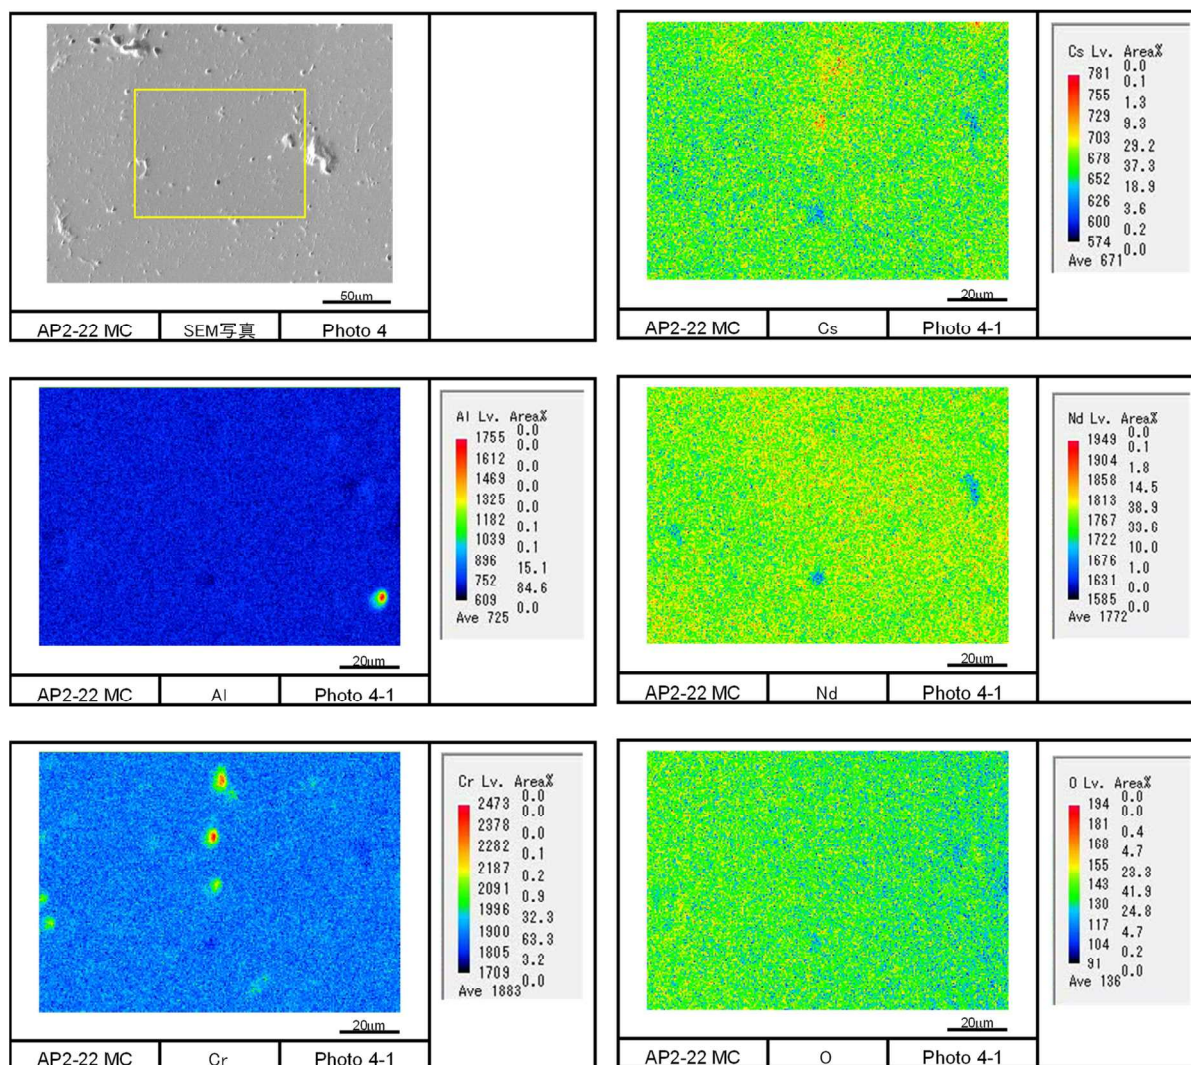 50μm
AP2-22 MC SEM写真 Photo 4
Cs Lv. Area%
0.0
781 0.1
755 1.3
729 9.3
703 29.2
678 37.3
652 18.9
626 3.6
600 0.2
574 0.0
Ave 671
20μm
AP2-22 MC Cs Photo 4-1
Al Lv. Area%
0.0
1755 0.0
1612 0.0
1469 0.0
1325 0.0
1182 0.1
1039 0.1
896 15.1
752 84.6
609 0.0
Ave 725
20μm
AP2-22 MC Al Photo 4-1
Nd Lv. Area%
0.0
1949 0.1
1904 1.8
1858 14.5
1813 38.9
1767 33.6
1722 10.0
1676 1.0
1631 0.0
1585 0.0
Ave 1772
20μm
AP2-22 MC Nd Photo 4-1
Cr Lv. Area%
0.0
2473 0.0
2378 0.0
2282 0.1
2187 0.2
2091 0.9
1996 32.3
1900 63.3
1805 3.2
1709 0.0
Ave 1883
20μm
AP2-22 MC Cr Photo 4-1
O Lv. Area%
0.0
194 0.0
181 0.4
168 4.7
155 23.3
143 41.9
130 24.8
117 4.7
104 0.2
91 0.0
Ave 136
20μm
AP2-22 MC O Photo 4-1